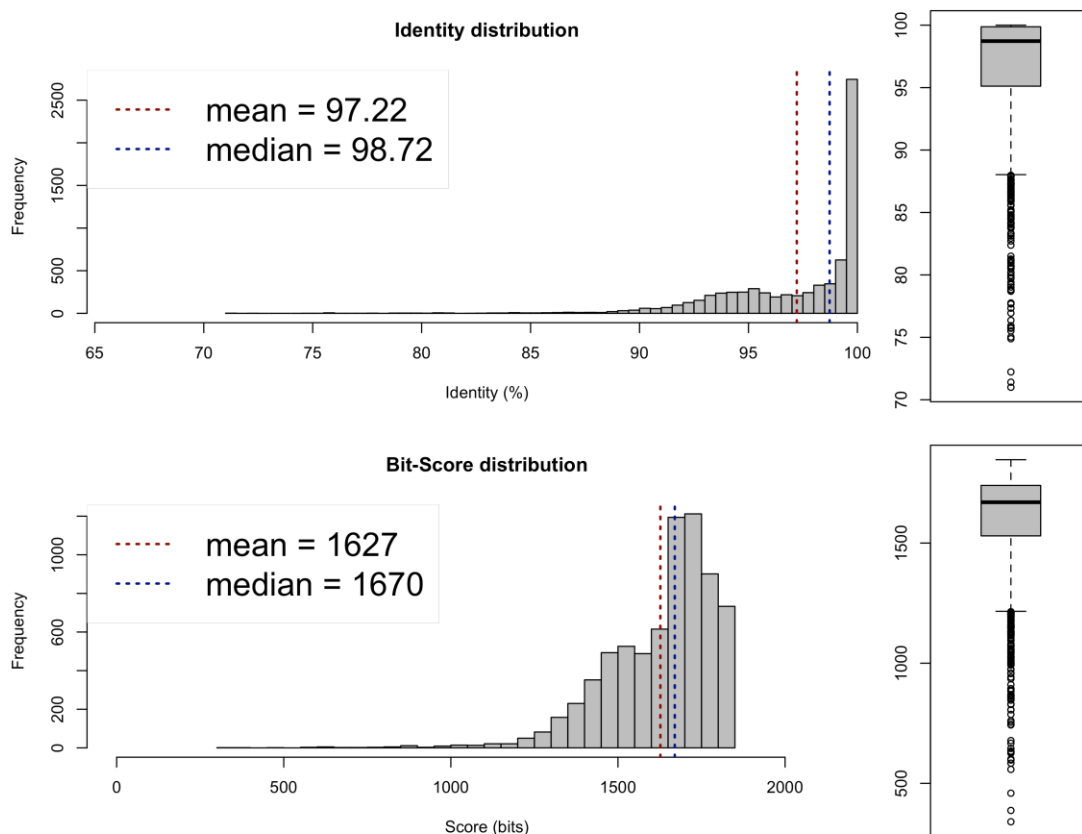 Identity distribution
mean = 97.22
median = 98.72
Frequency
2500
1500
500
0
65 70 75 80 85 90 95 100
Identity (%)
100
95
90
85
80
75
70
Bit-Score distribution
mean = 1627
median = 1670
Frequency
1000
600
200
0
0 500 1000 1500 2000
Score (bits)
1500
1000
500